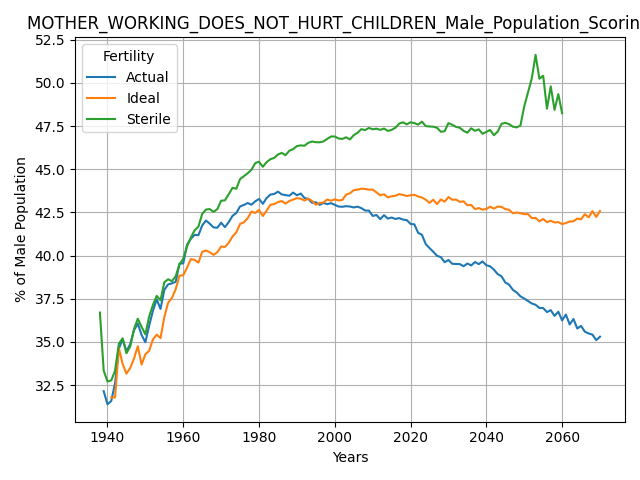 MOTHER_WORKING_DOES_NOT_HURT_CHILDREN_Male_Population_Scorin
52.5
50.0
47.5
45.0
42.5
40.0
37.5
35.0
32.5
% of Male Population
Fertility
Actual
Ideal
Sterile
1940 1960 1980 2000 2020 2040 2060
Years